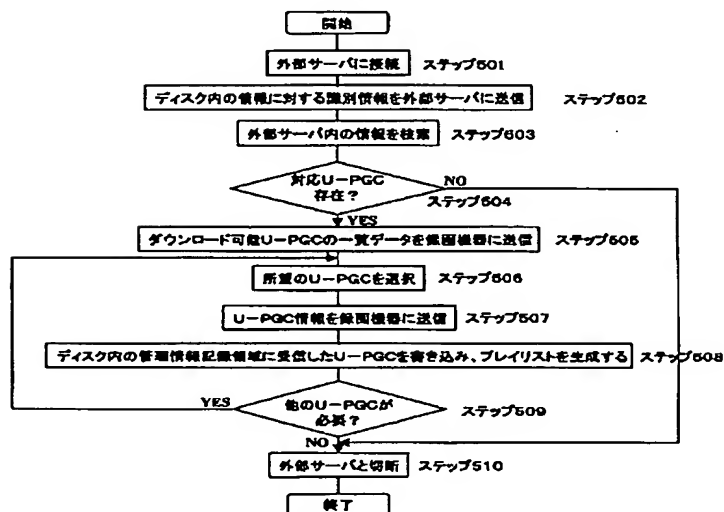 開始
外部サーバに接続 ステップ501
ディスク内の情報に対する識別情報を外部サーバに送信 ステップ502
外部サーバ内の情報を検索 ステップ503
対応U-PGC
存在? NO
ステップ504
YES
ダウンロード可能U-PGCの一覧データを録画機器に送信 ステップ505
所望のU-PGCを選択 ステップ506
U-PGC情報を録画機器に送信 ステップ507
ディスク内の管理情報記録領域に受信したU-PGCを書き込み、プレイリストを生成する ステップ508
YES 他のU-PGCが
必要? ステップ509
NO
外部サーバと切断 ステップ510
終了